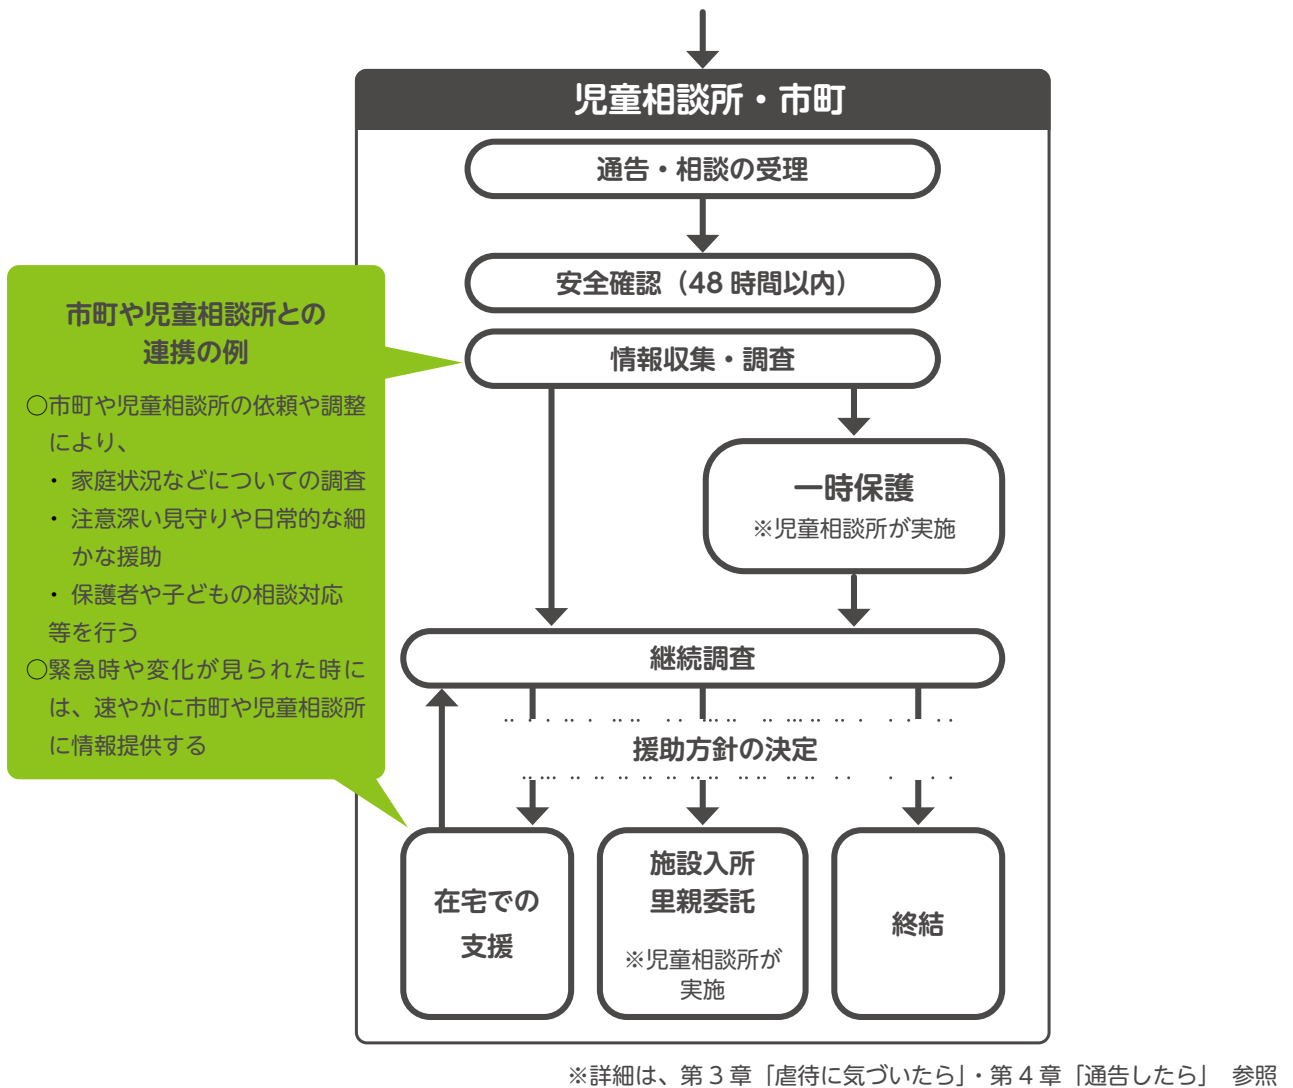 児童相談所・市町
通告・相談の受理
安全確認（48 時間以内）
情報収集・調査
市町や児童相談所との
連携の例
○市町や児童相談所の依頼や調整
により、
・ 家庭状況などについての調査
・ 注意深い見守りや日常的な細
かな援助
・ 保護者や子どもの相談対応
等を行う
○緊急時や変化が見られた時に
は、速やかに市町や児童相談所
に情報提供する
一時保護
※児童相談所が実施
継続調査
援助方針の決定
在宅での
支援
施設入所
里親委託
※児童相談所が
実施
終結
※詳細は、第 3 章「虐待に気づいたら」・第 4 章「通告したら」 参照